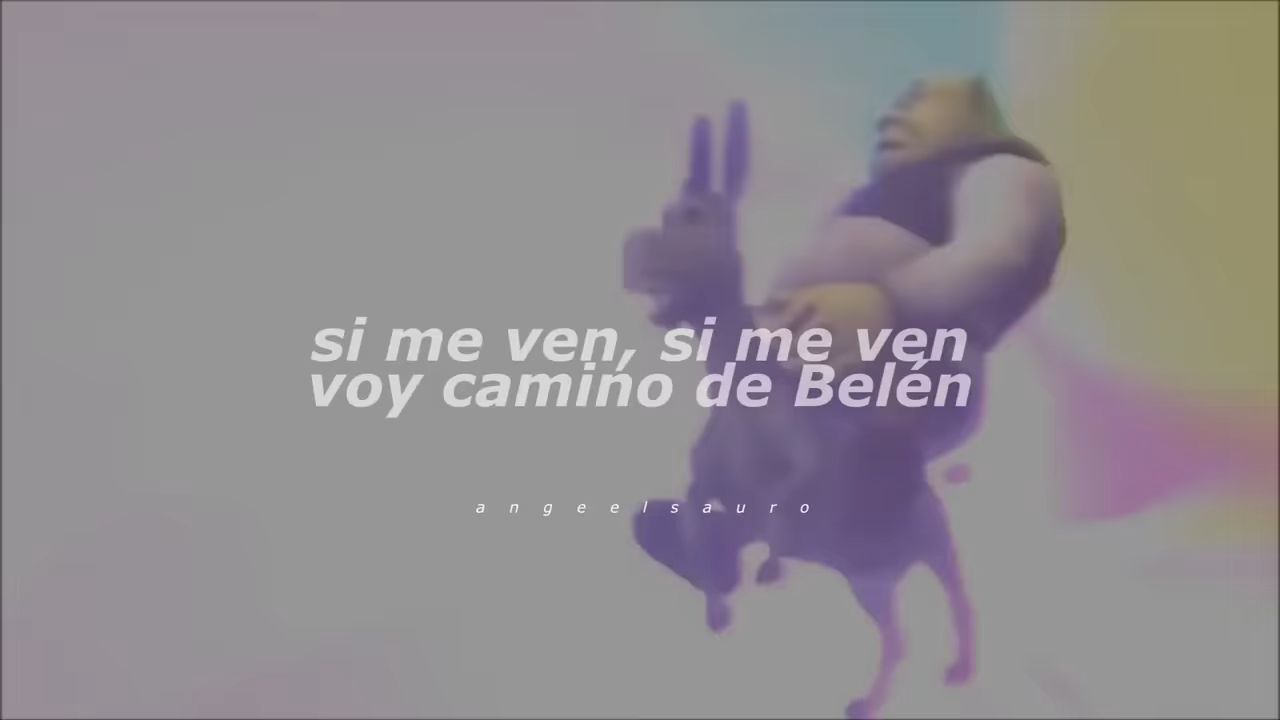 si me ven, si me ven
voy camino de Belén
a n g e e l s a u r o